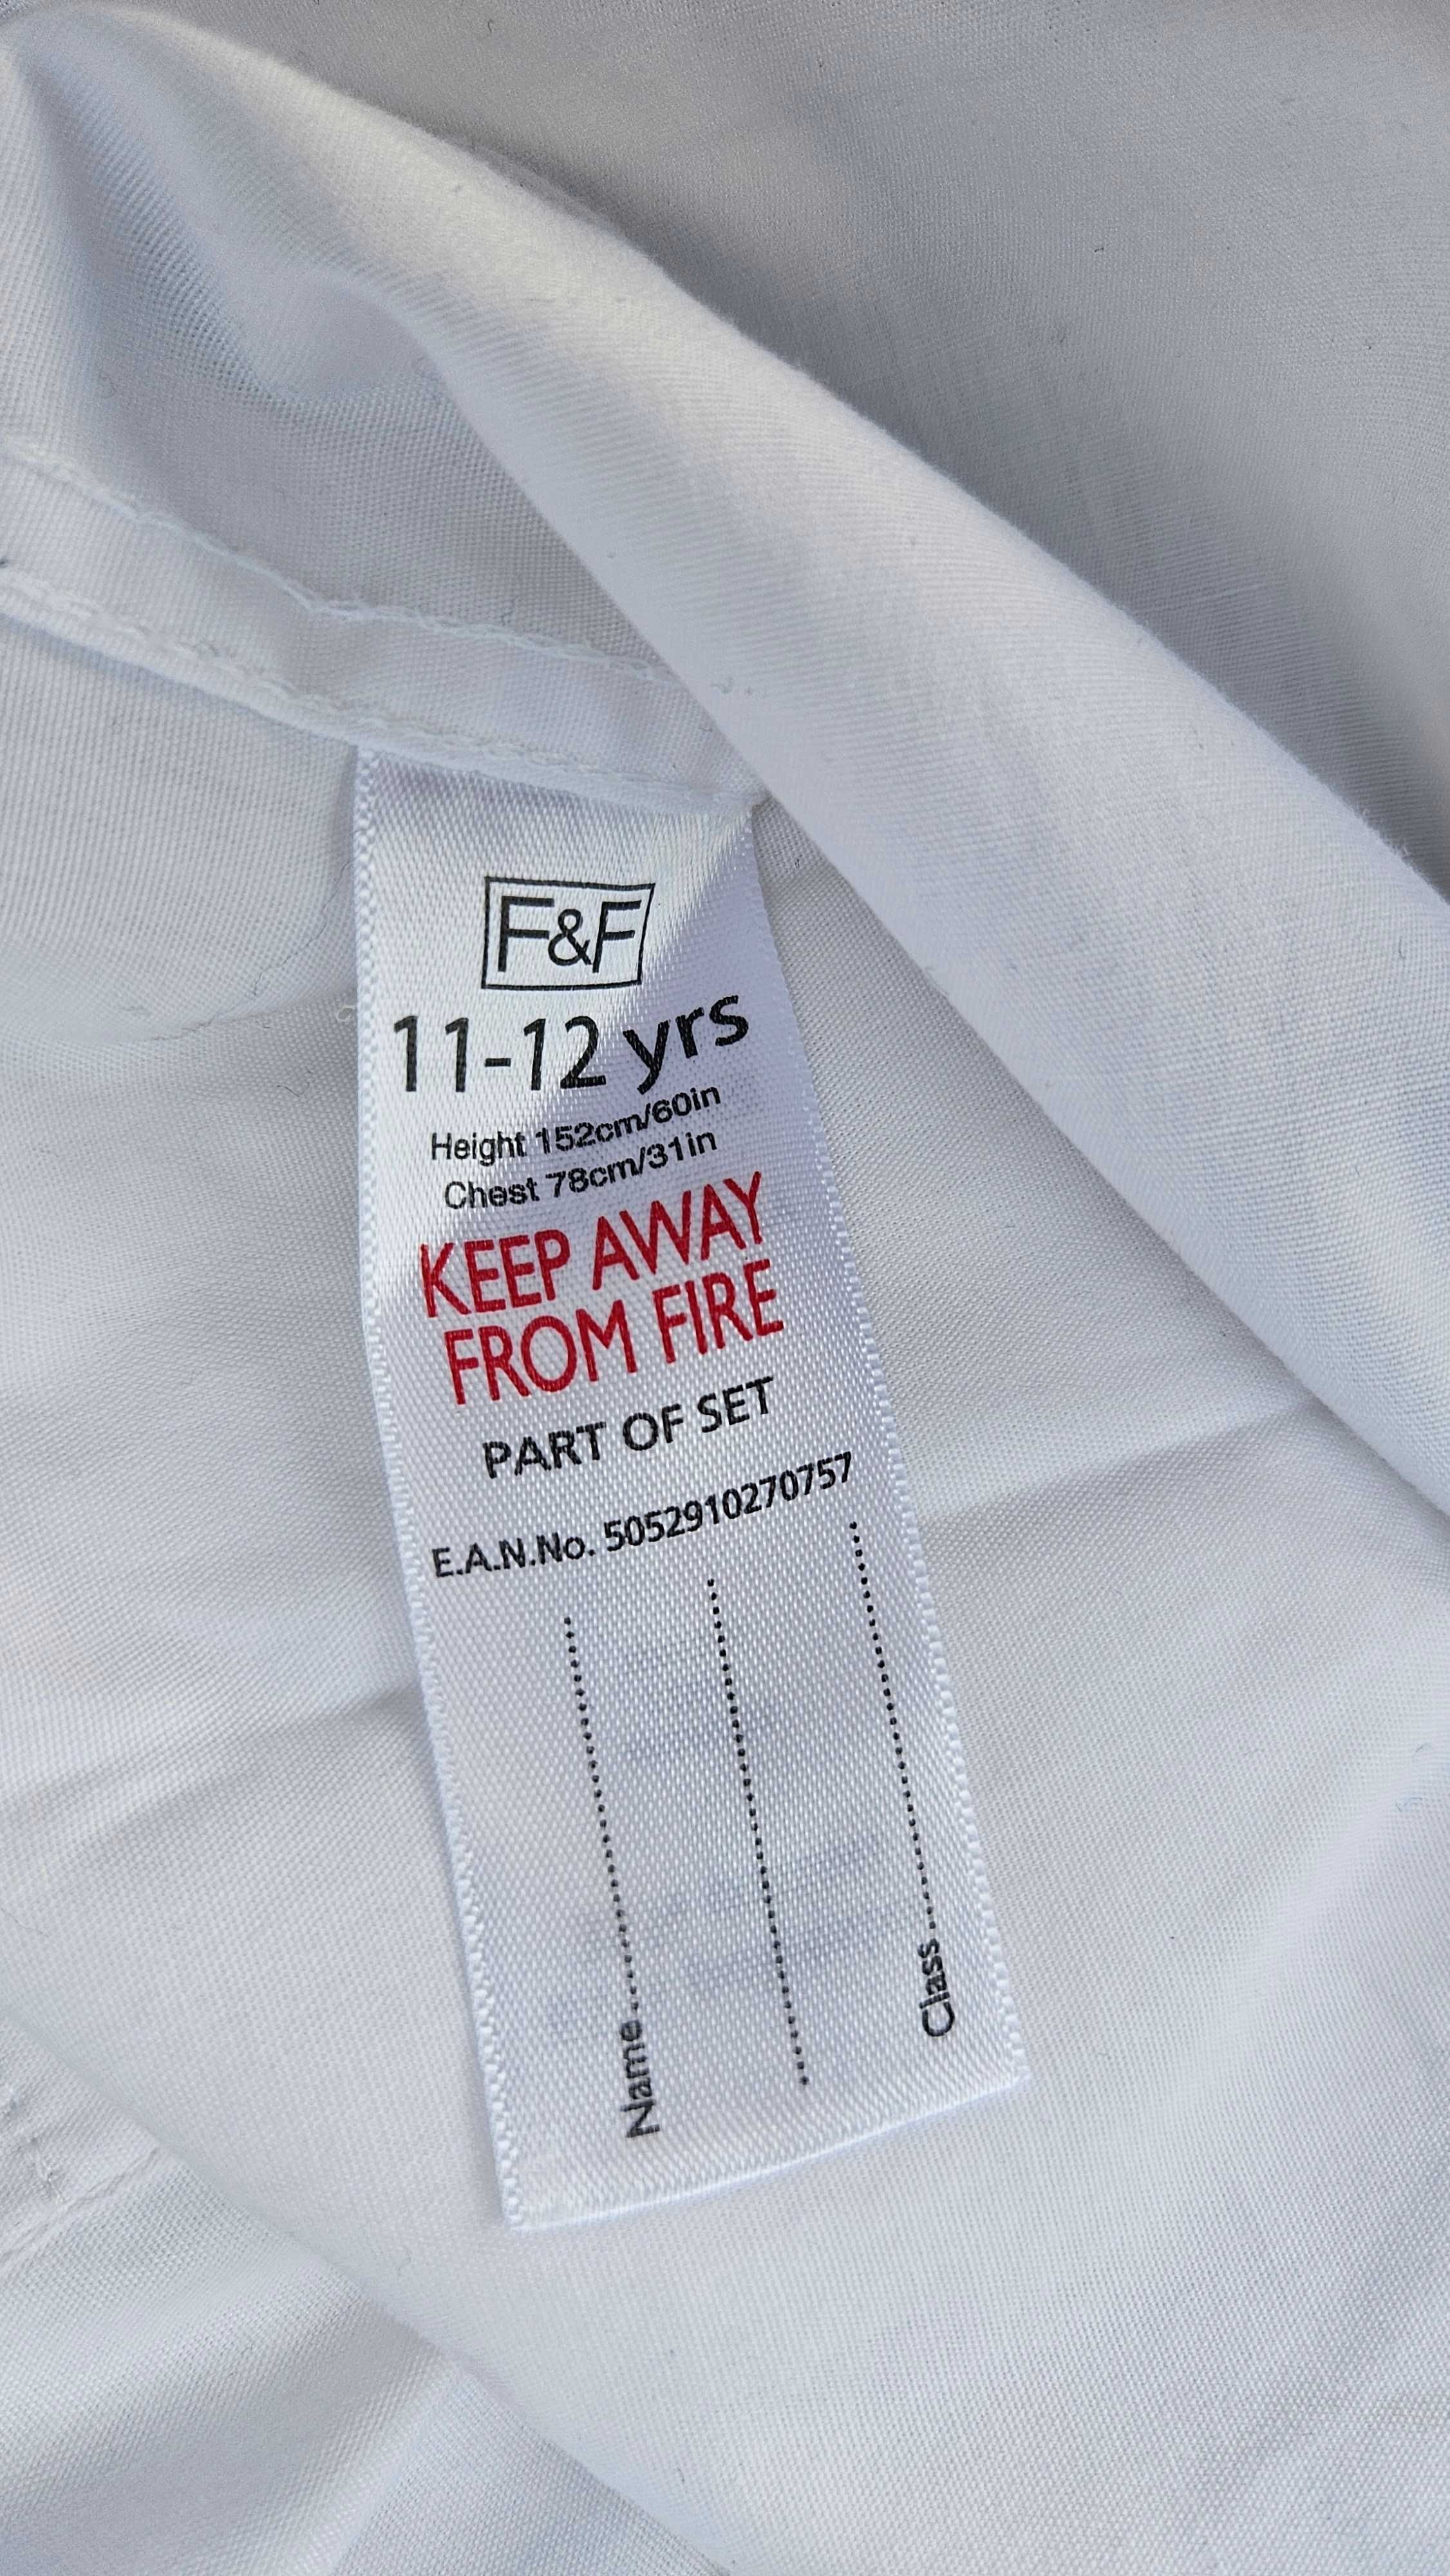 F&F
11-12 yrs
Height 152cm/60in
Chest 78cm/31in
KEEP AWAY
FROM FIRE
PART OF SET
E.A.N.No. 5052910270757
Name
Class